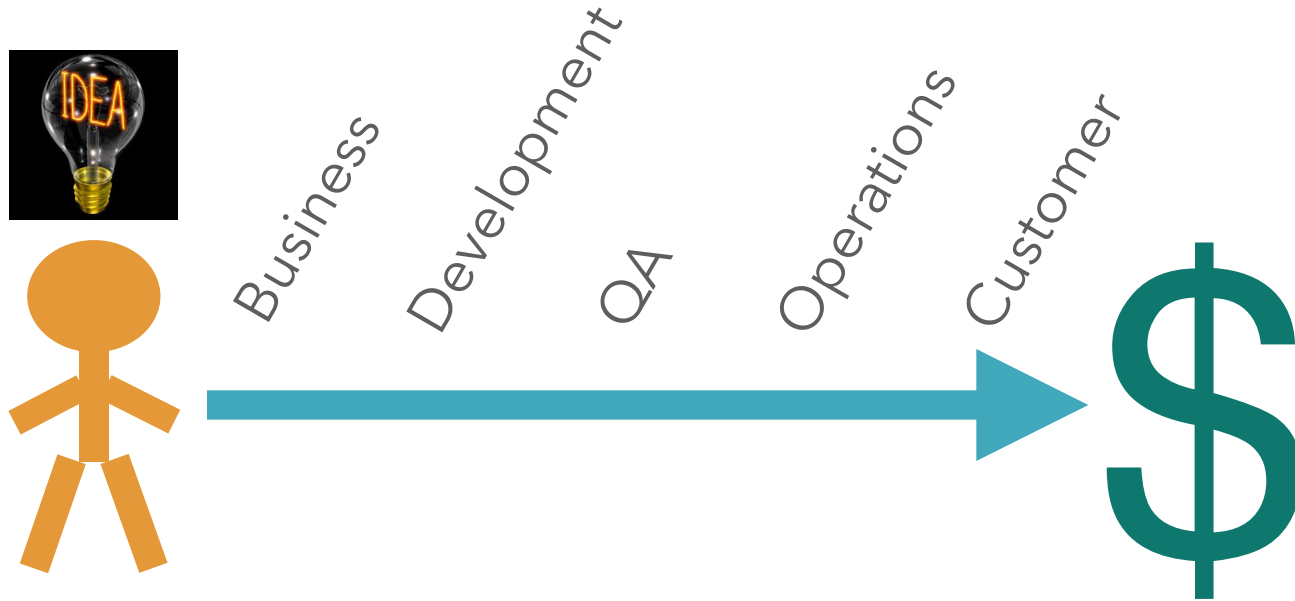 IDEA
Business
Development
QA
Operations
Customer
$